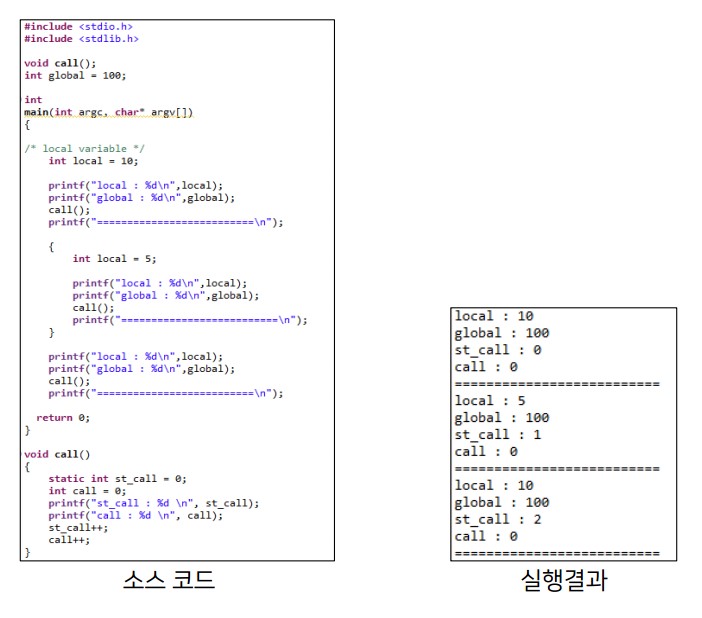 #include <stdio.h>
#include <stdlib.h>
void call();
int global = 100;
int
main(int argc, char* argv[])
{
/* local variable */
int local = 10;
printf("local : %d\n",local);
printf("global : %d\n",global);
call();
printf("==========================\n");
{
int local = 5;
printf("local : %d\n",local);
printf("global : %d\n",global);
call();
printf("==========================\n");
}
printf("local : %d\n",local);
printf("global : %d\n",global);
call();
printf("==========================\n");
return 0;
}
void call()
{
static int st_call = 0;
int call = 0;
printf("st_call : %d \n", st_call);
printf("call : %d \n", call);
st_call++;
call++;
}
소스 코드
local : 10
global : 100
st_call : 0
call : 0
==========================
local : 5
global : 100
st_call : 1
call : 0
==========================
local : 10
global : 100
st_call : 2
call : 0
==========================
실행결과